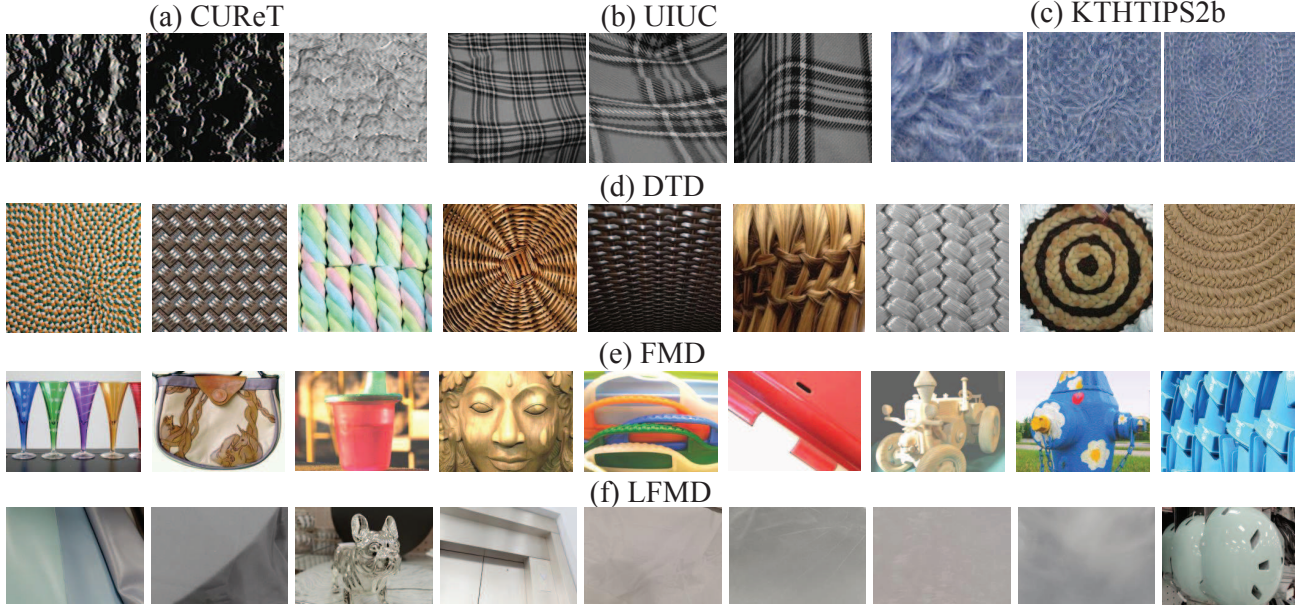 (a) CUReT
(b) UIUC
(c) KTHTIPS2b
(d) DTD
(e) FMD
(f) LFMD